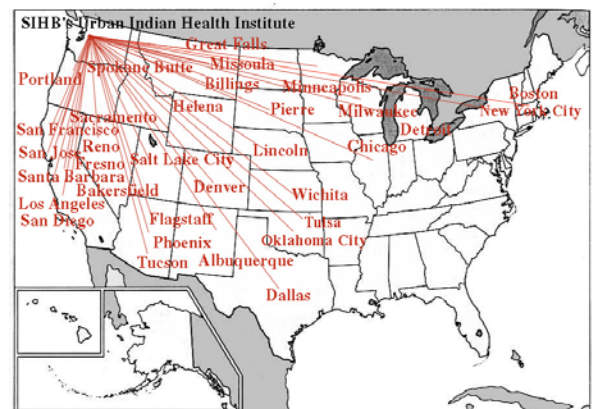 SIHB's Urban Indian Health Institute
Great Falls
Spokane Butte
Missoula
Portland
Billings
Minneapolis
Boston
Helena
Pierre
Milwaukee
New York City
Sacramento
San Francisco
Detroit
Reno
San Jose
Salt Lake City
Lincoln
Chicago
Fresno
Santa Barbara
Bakersfield
Denver
Wichita
Los Angeles
San Diego
Flagstaff
Tulsa
Phoenix
Oklahoma City
Tucson
Albuquerque
Dallas